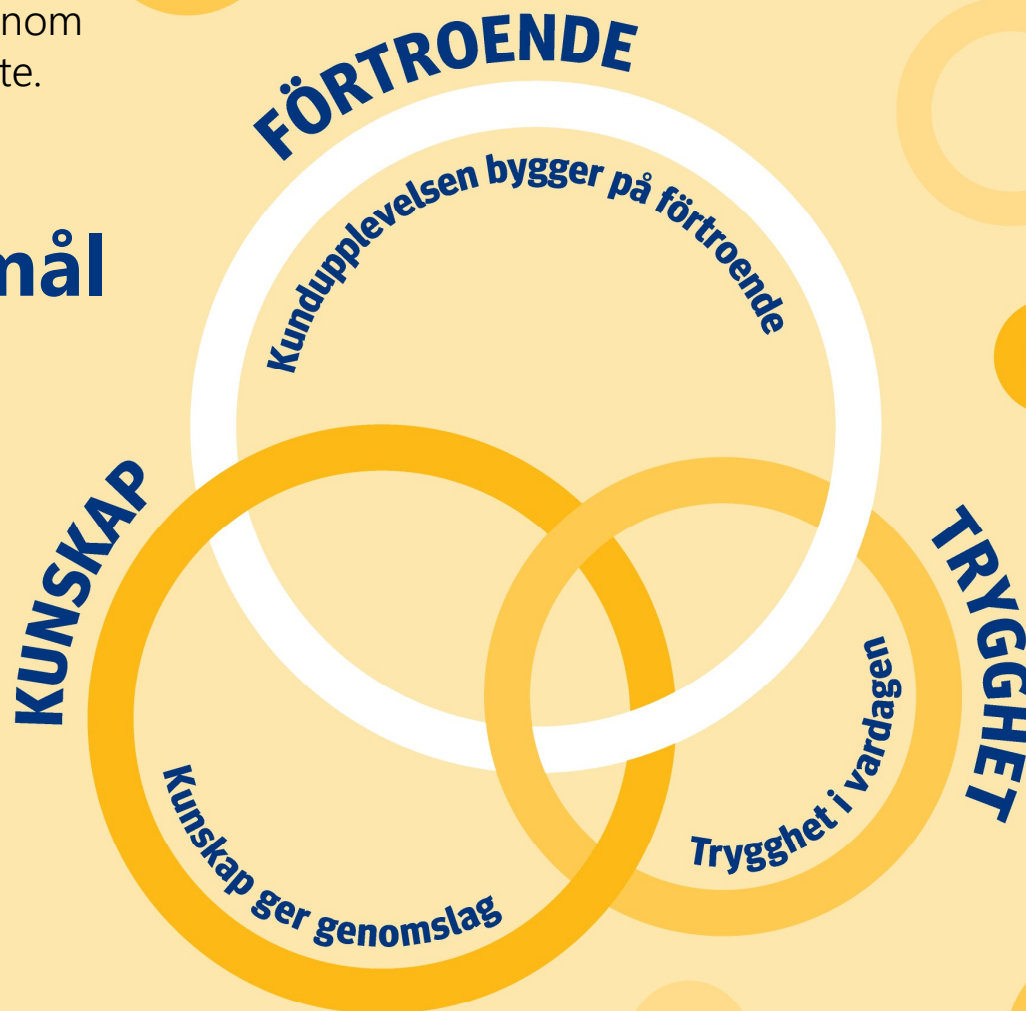 nom
te.
FÖRTROENDE
Kundupplevelsen bygger på förtroende
mål
KUNSKAP
TRYGGHET
Trygghet i vardagen
Kunskap ger genomslag